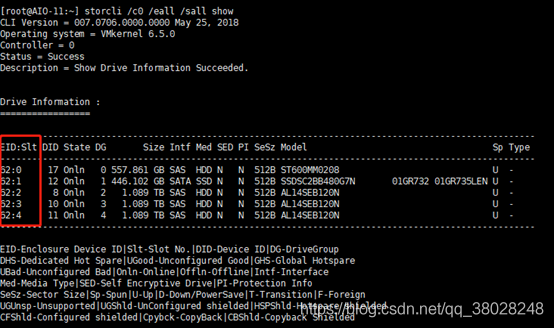 [root@AIO-11:~] storcli /c0 /eall /sall show
CLI Version = 007.0706.0000.0000 May 25, 2018
Operating system = VMkernel 6.5.0
Controller = 0
Status = Success
Description = Show Drive Information Succeeded.
Drive Information :
=================
-----------------------------------------------------------------------------
EID:Slt DID State DG Size Intf Med SED PI SeSz Model Sp Type
-----------------------------------------------------------------------------
62:0 17 Onln 0 557.861 GB SAS HDD N N 512B ST600MM0208 U -
62:1 12 Onln 1 446.102 GB SATA SSD N N 512B SSDSC2BB480G7N 01GR732 01GR735LEN U -
62:2 8 Onln 2 1.089 TB SAS HDD N N 512B AL14SEB120N U -
62:3 10 Onln 3 1.089 TB SAS HDD N N 512B AL14SEB120N U -
62:4 11 Onln 4 1.089 TB SAS HDD N N 512B AL14SEB120N U -
-----------------------------------------------------------------------------
EID-Enclosure Device ID|Slt-Slot No.|DID-Device ID|DG-DriveGroup
DHS-Dedicated Hot Spare|UGood-Unconfigured Good|GHS-Global Hotspare
UBad-Unconfigured Bad|Onln-Online|Offln-Offline|Intf-Interface
Med-Media Type|SED-Self Encryptive Drive|PI-Protection Info
SeSz-Sector Size|Sp-Spun|U-Up|D-Down/PowerSave|T-Transition|F-Foreign
UGUnsp-Unsupported|UGShld-UnConfigured shielded|HSPShld-Hotspare shielded
CFShld-Configured shielded|Cpybck-CopyBack|CBShld-Copyback Shielded
https://blog.csdn.net/qq_38028248